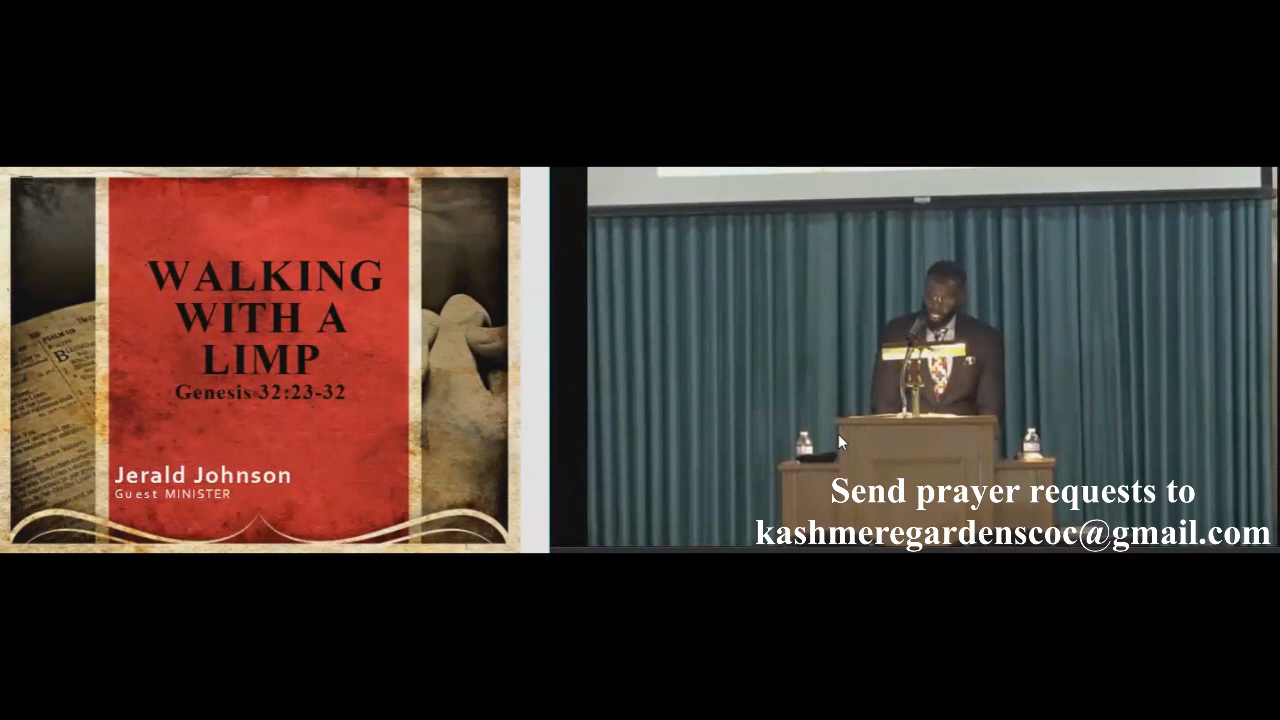 WALKING
WITH A
LIMP
Genesis 32:23-32
Jerald Johnson
Guest MINISTER
Send prayer requests to
kashmeregardenscoc@gmail.com